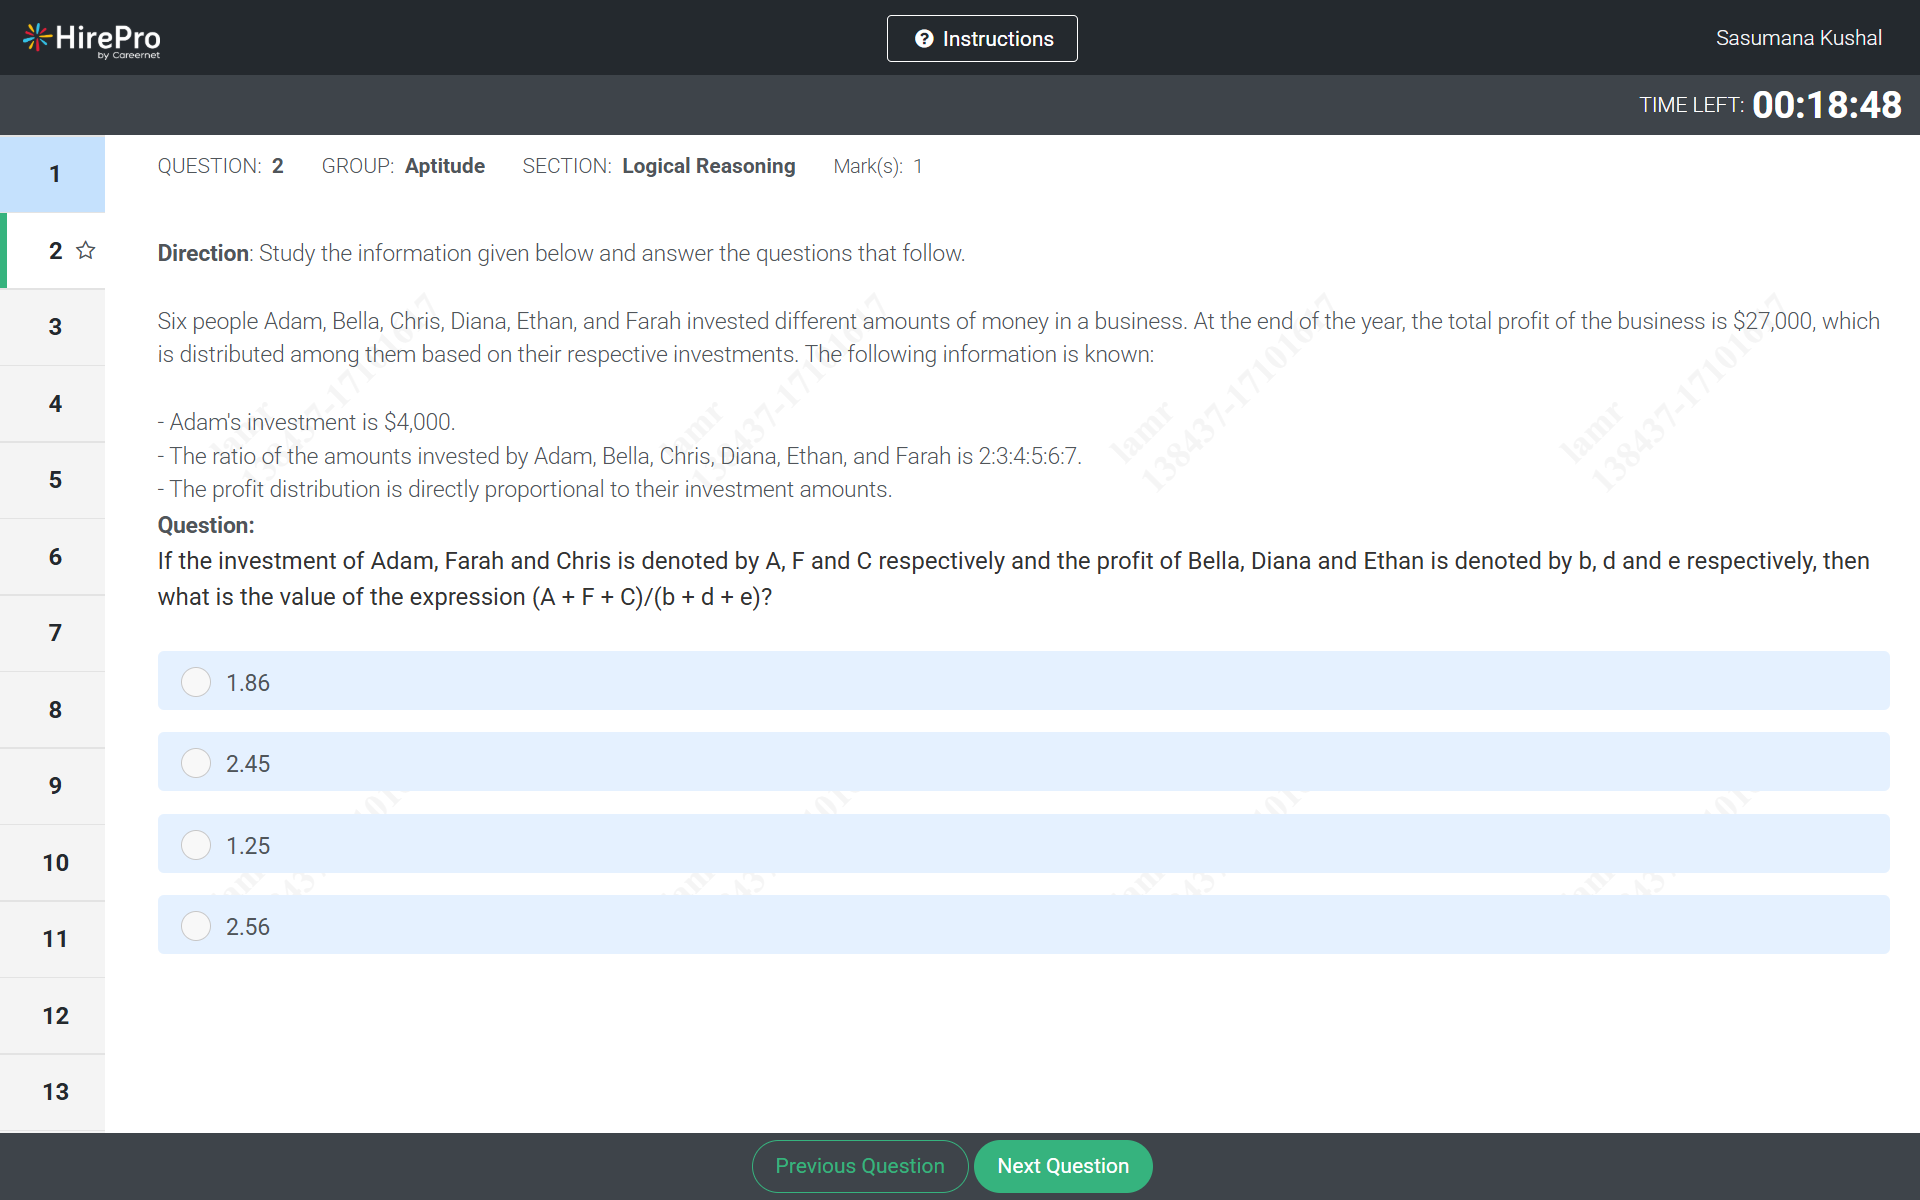 HirePro
by Careernet
Instructions
Sasumana Kushal
TIME LEFT: 00:18:48
QUESTION: 2 GROUP: Aptitude SECTION: Logical Reasoning Mark(s): 1
1
2
3
4
5
6
7
8
9
10
11
12
13
Direction: Study the information given below and answer the questions that follow.
Six people Adam, Bella, Chris, Diana, Ethan, and Farah invested different amounts of money in a business. At the end of the year, the total profit of the business is $27,000, which
is distributed among them based on their respective investments. The following information is known:
- Adam's investment is $4,000.
- The ratio of the amounts invested by Adam, Bella, Chris, Diana, Ethan, and Farah is 2:3:4:5:6:7.
- The profit distribution is directly proportional to their investment amounts.
Question:
If the investment of Adam, Farah and Chris is denoted by A, F and C respectively and the profit of Bella, Diana and Ethan is denoted by b, d and e respectively, then
what is the value of the expression (A + F + C)/(b + d + e)?
1.86
2.45
1.25
2.56
Previous Question
Next Question